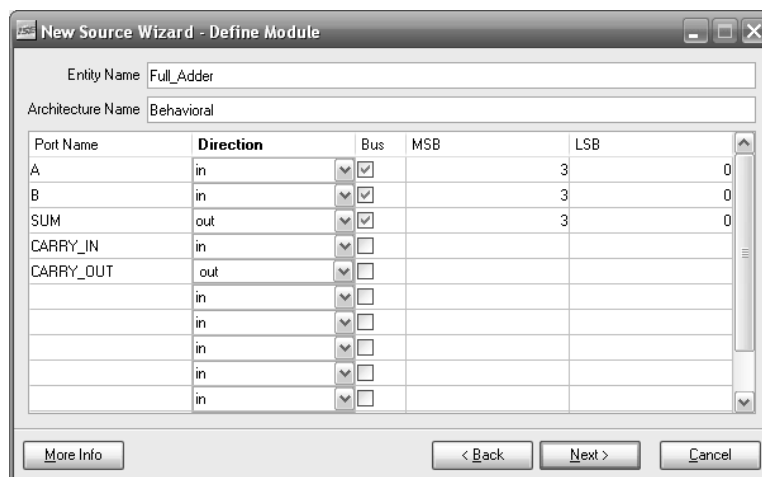 New Source Wizard - Define Module
Entity Name Full_Adder
Architecture Name Behavioral
Port Name Direction Bus MSB LSB
A in 3 0
B in 3 0
SUM out 3 0
CARRY_IN in
CARRY_OUT out
in
in
in
in
in
More Info < Back Next > Cancel